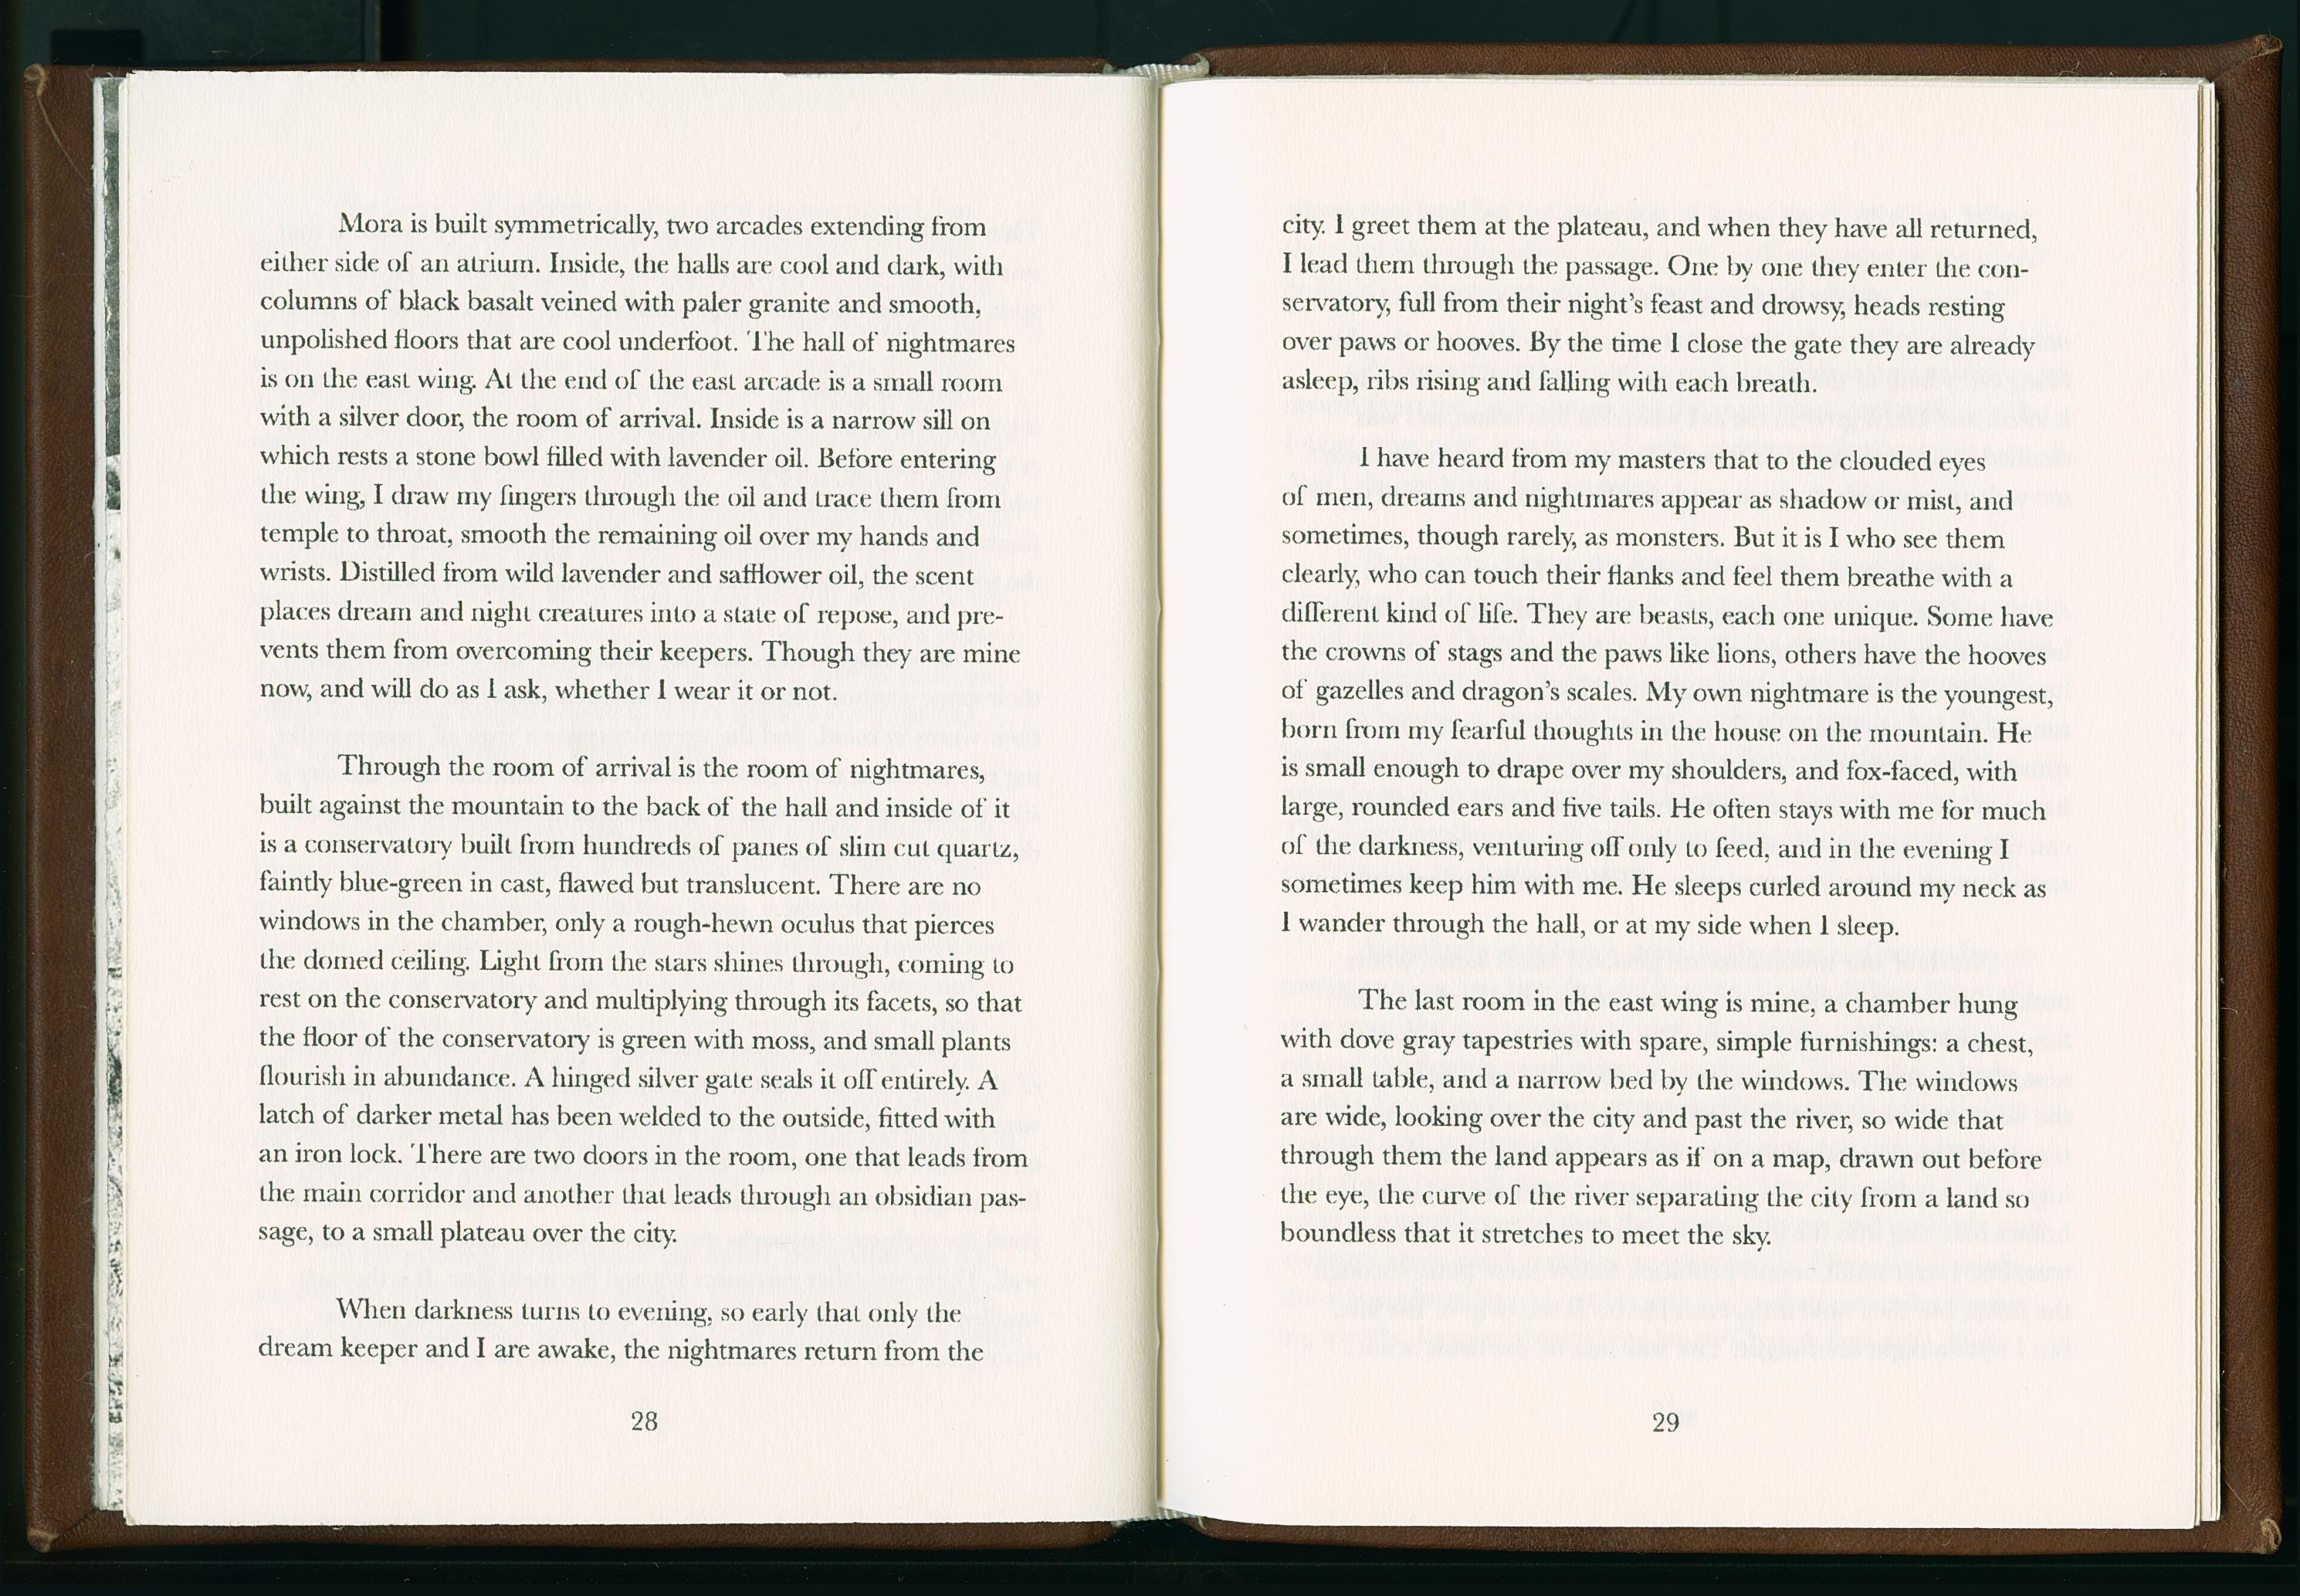 Mora is built symmetrically, two arcades extending from
either side of an atrium. Inside, the halls are cool and dark, with
columns of black basalt veined with paler granite and smooth,
unpolished floors that are cool underfoot. The hall of nightmares
is on the east wing. At the end of the east arcade is a small room
with a silver door, the room of arrival. Inside is a narrow sill on
which rests a stone bowl filled with lavender oil. Before entering
the wing, I draw my fingers through the oil and trace them from
temple to throat, smooth the remaining oil over my hands and
wrists. Distilled from wild lavender and safflower oil, the scent
places dream and night creatures into a state of repose, and pre-
vents them from overcoming their keepers. Though they are mine
now, and will do as I ask, whether I wear it or not.
Through the room of arrival is the room of nightmares,
built against the mountain to the back of the hall and inside of it
is a conservatory built from hundreds of panes of slim cut quartz,
faintly blue-green in cast, flawed but translucent. There are no
windows in the chamber, only a rough-hewn oculus that pierces
the domed ceiling. Light from the stars shines through, coming to
rest on the conservatory and multiplying through its facets, so that
the floor of the conservatory is green with moss, and small plants
flourish in abundance. A hinged silver gate seals it off entirely. A
latch of darker metal has been welded to the outside, fitted with
an iron lock. There are two doors in the room, one that leads from
the main corridor and another that leads through an obsidian pas-
sage, to a small plateau over the city.
When darkness turns to evening, so early that only the
dream keeper and I are awake, the nightmares return from the
28
city. I greet them at the plateau, and when they have all returned,
I lead them through the passage. One by one they enter the con-
servatory, full from their night's feast and drowsy, heads resting
over paws or hooves. By the time I close the gate they are already
asleep, ribs rising and falling with each breath.
I have heard from my masters that to the clouded eyes
of men, dreams and nightmares appear as shadow or mist, and
sometimes, though rarely, as monsters. But it is I who see them
clearly, who can touch their flanks and feel them breathe with a
different kind of life. They are beasts, each one unique. Some have
the crowns of stags and the paws like lions, others have the hooves
of gazelles and dragon's scales. My own nightmare is the youngest,
born from my fearful thoughts in the house on the mountain. He
is small enough to drape over my shoulders, and fox-faced, with
large, rounded ears and five tails. He often stays with me for much
of the darkness, venturing off only to feed, and in the evening I
sometimes keep him with me. He sleeps curled around my neck as
I wander through the hall, or at my side when I sleep.
The last room in the east wing is mine, a chamber hung
with dove gray tapestries with spare, simple furnishings: a chest,
a small table, and a narrow bed by the windows. The windows
are wide, looking over the city and past the river, so wide that
through them the land appears as if on a map, drawn out before
the eye, the curve of the river separating the city from a land so
boundless that it stretches to meet the sky.
29